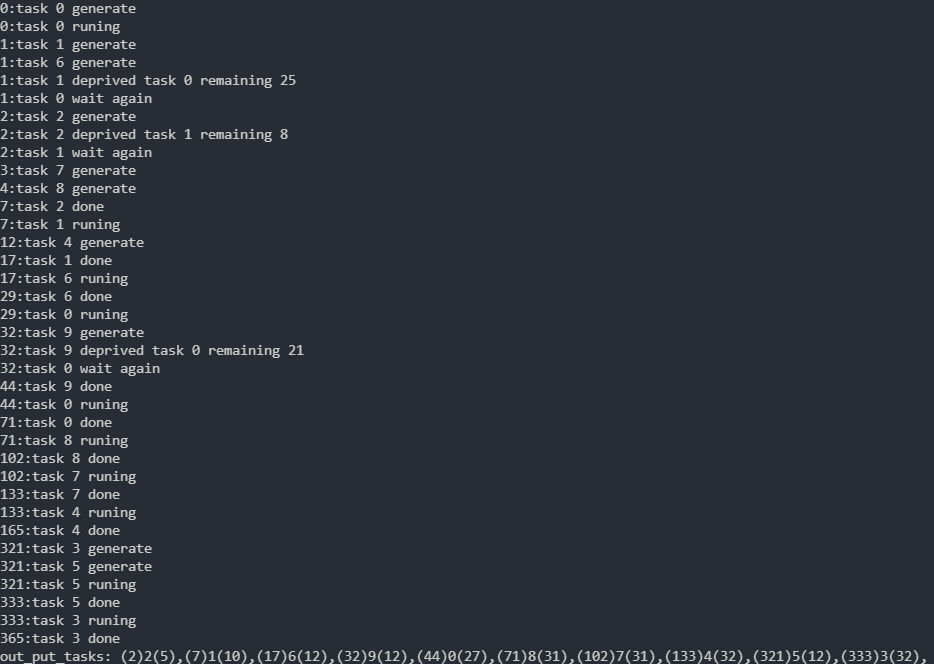 0:task 0 generate
0:task 0 runing
1:task 1 generate
1:task 6 generate
1:task 1 deprived task 0 remaining 25
1:task 0 wait again
2:task 2 generate
2:task 2 deprived task 1 remaining 8
2:task 1 wait again
3:task 7 generate
4:task 8 generate
7:task 2 done
7:task 1 runing
12:task 4 generate
17:task 1 done
17:task 6 runing
29:task 6 done
29:task 0 runing
32:task 9 generate
32:task 9 deprived task 0 remaining 21
32:task 0 wait again
44:task 9 done
44:task 0 runing
71:task 0 done
71:task 8 runing
102:task 8 done
102:task 7 runing
133:task 7 done
133:task 4 runing
165:task 4 done
321:task 3 generate
321:task 5 generate
321:task 5 runing
333:task 5 done
333:task 3 runing
365:task 3 done
out_put_tasks: (2)2(5),(7)1(10),(17)6(12),(32)9(12),(44)0(27),(71)8(31),(102)7(31),(133)4(32),(321)5(12),(333)3(32),